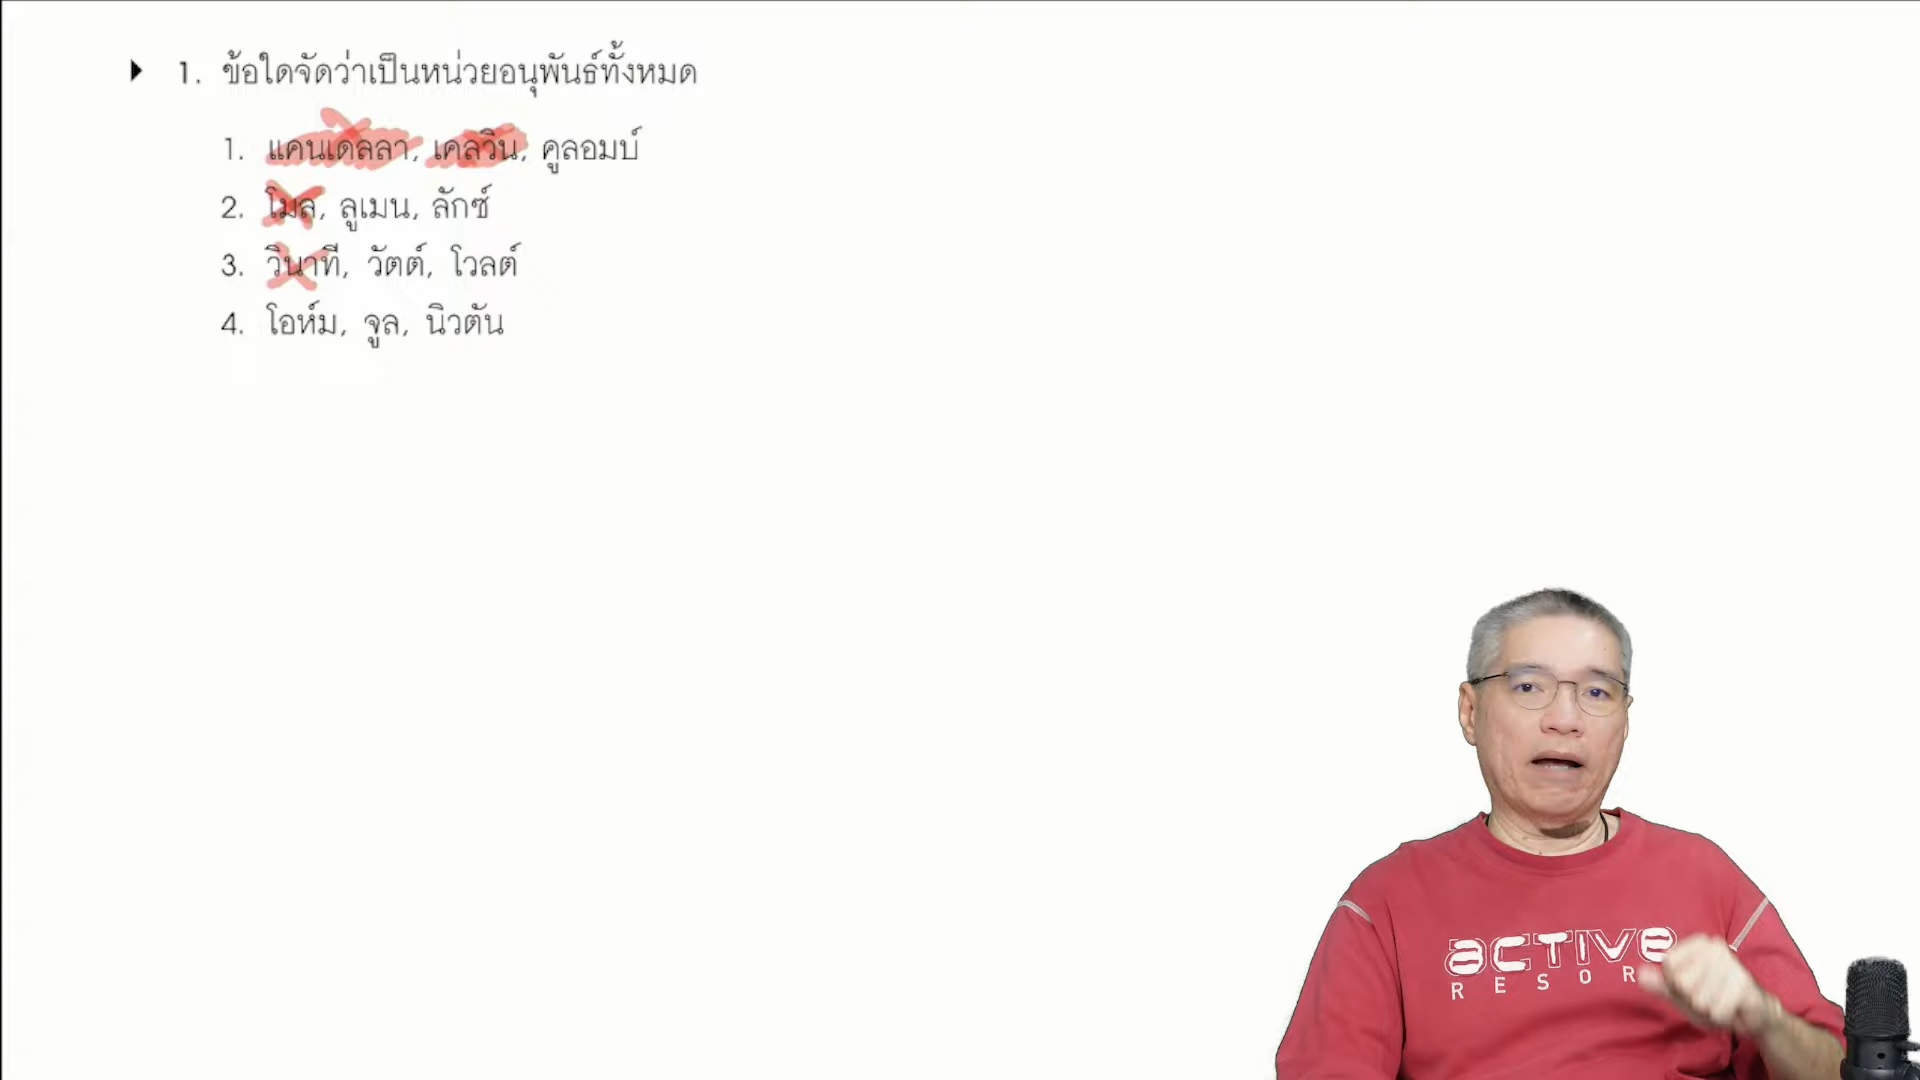 1. ข้อใดจัดว่าเป็นหน่วยอนุพันธ์ทั้งหมด
1. แคนเดลลา, เคลวิน, คูลอมบ์
2. โมล, ลูเมน, ลักซ์
3. วินาที, วัตต์, โวลต์
4. โอห์ม, จูล, นิวตัน
ACTIVE
RESOR